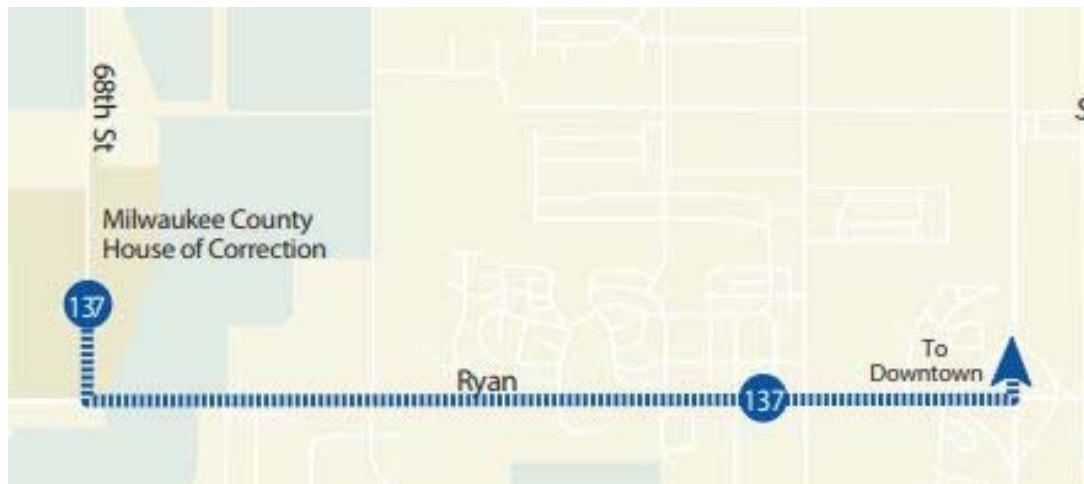 68th St
Milwaukee County
House of Correction
137
Ryan
137
To
Downtown
S